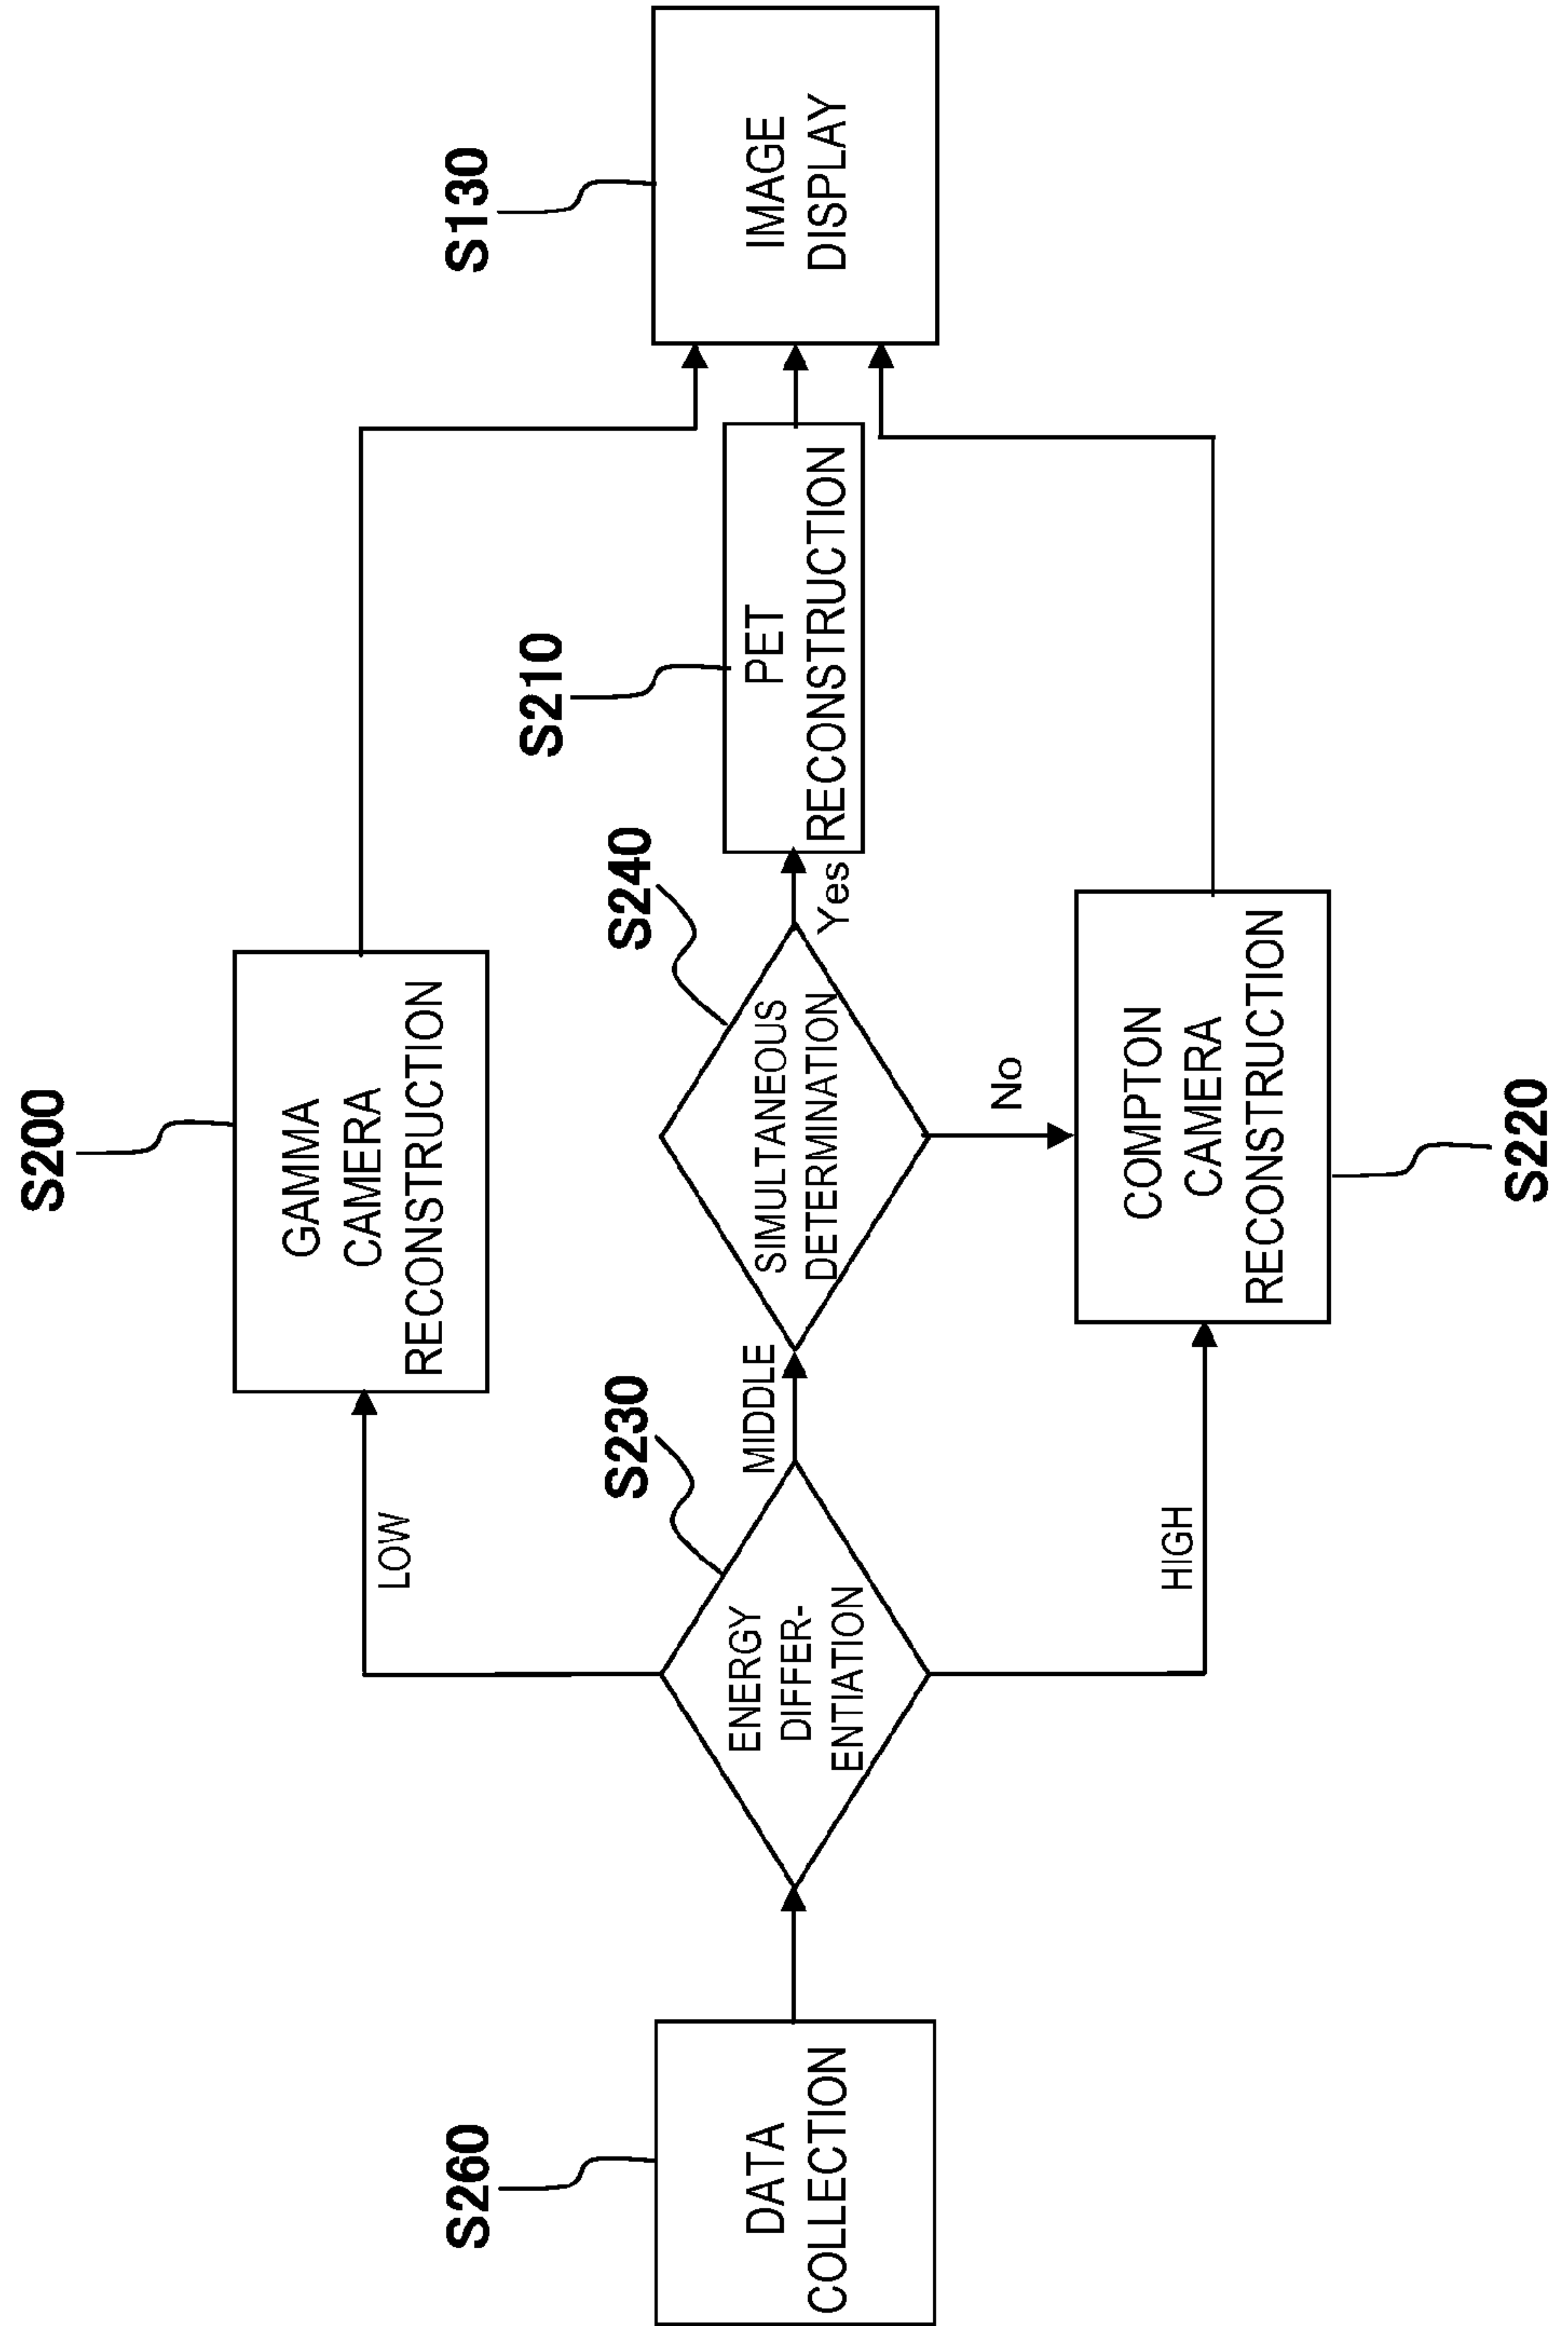 S260
DATA
COLLECTION
S230
ENERGY
DIFFER-
ENTIATION
LOW
MIDDLE
HIGH
S200
GAMMA
CAMERA
RECONSTRUCTION
S240
SIMULTANEOUS
DETERMINATION
Yes
No
S210
PET
RECONSTRUCTION
COMPTON
CAMERA
RECONSTRUCTION
S220
S130
IMAGE
DISPLAY